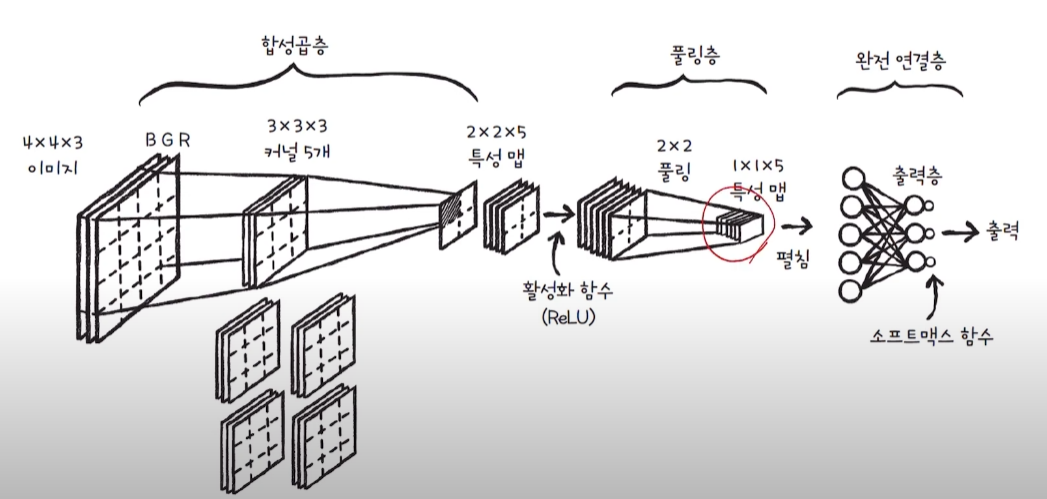 합성곱층
풀링층
완전 연결층
4×4×3
이미지
B G R
3×3×3
커널 5개
2×2×5
특성 맵
2×2
풀링
1×1×5
특성 맵
출력층
활성화 함수
(ReLU)
펼침
출력
소프트맥스 함수